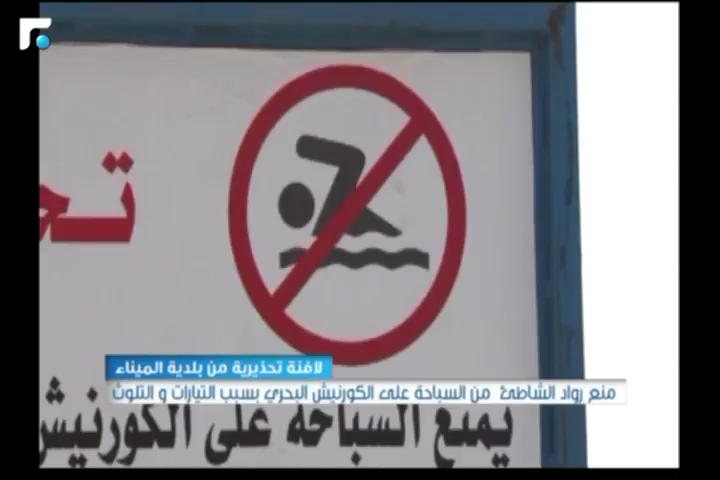 تحـ
لافتة تحذيرية من بلدية الميناء
منع رواد الشاطئ من السباحة على الكورنيش البحري بسبب التيارات و التلوث
يمنع السباحة على الكورنيش